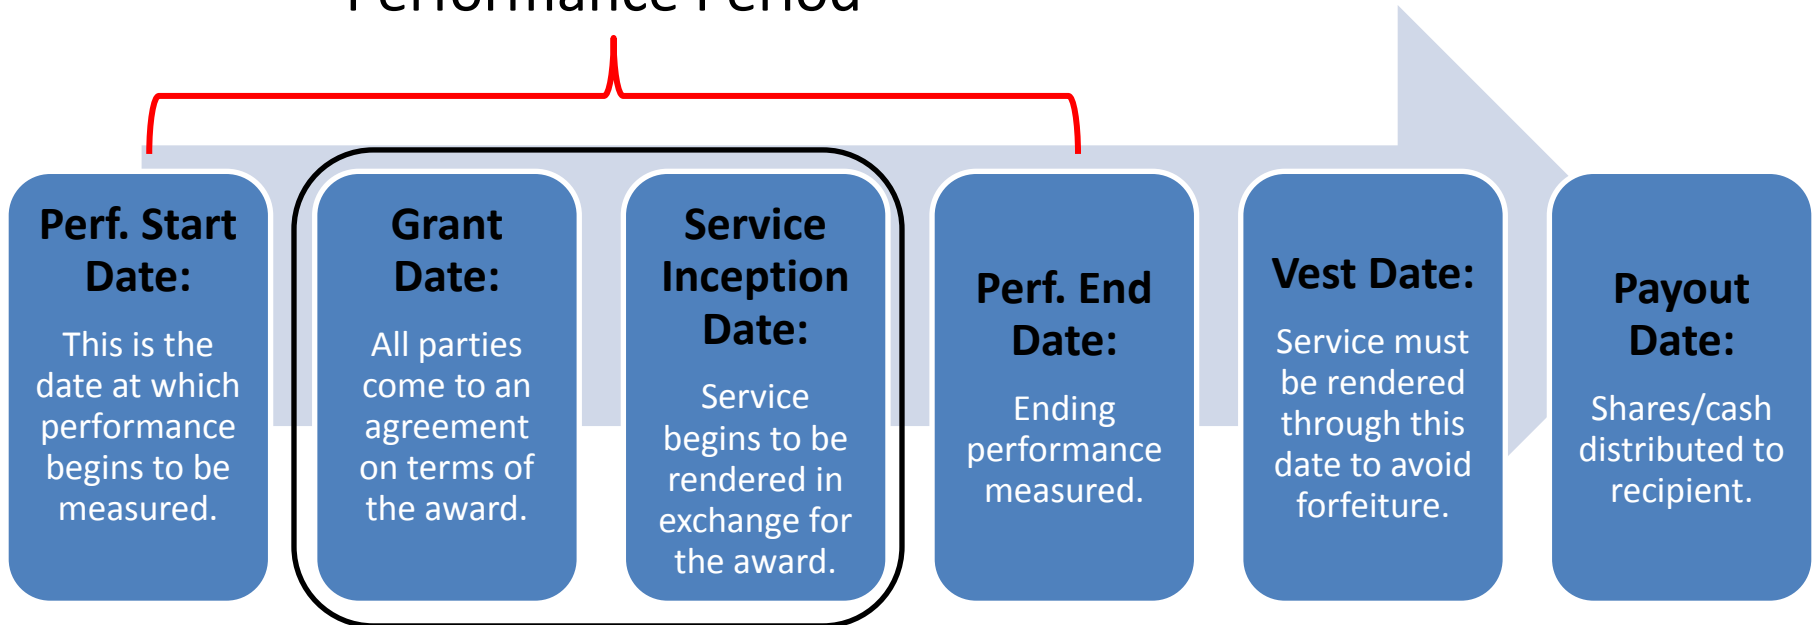 Performance Period
Perf. Start
Date:
This is the
date at which
performance
begins to be
measured.
Grant
Date:
All parties
come to an
agreement
on terms of
the award.
Service
Inception
Date:
Service
begins to be
rendered in
exchange for
the award.
Perf. End
Date:
Ending
performance
measured.
Vest Date:
Service must
be rendered
through this
date to avoid
forfeiture.
Payout
Date:
Shares/cash
distributed to
recipient.